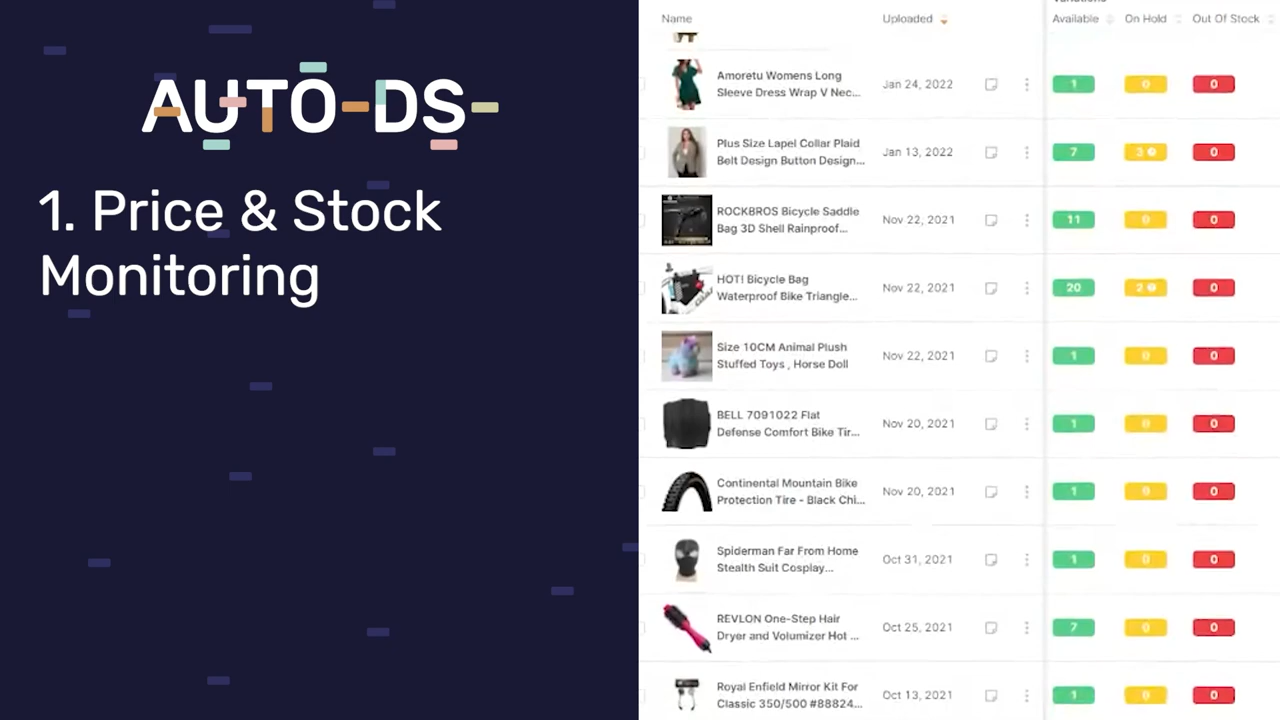 AUTO-DS-
1. Price & Stock
Monitoring
Name
Uploaded
Available
On Hold
Out Of Stock
Amoretu Womens Long
Sleeve Dress Wrap V Nec...
Jan 24, 2022
1
0
0
Plus Size Lapel Collar Plaid
Belt Design Button Design...
Jan 13, 2022
7
3
0
ROCKBROS Bicycle Saddle
Bag 3D Shell Rainproof...
Nov 22, 2021
11
0
0
HOT! Bicycle Bag
Waterproof Bike Triangle...
Nov 22, 2021
20
2
0
Size 10CM Animal Plush
Stuffed Toys , Horse Doll
Nov 22, 2021
1
0
0
BELL 7091022 Flat
Defense Comfort Bike Tir...
Nov 20, 2021
1
0
0
Continental Mountain Bike
Protection Tire - Black Chi...
Nov 20, 2021
1
0
0
Spiderman Far From Home
Stealth Suit Cosplay...
Oct 31, 2021
1
0
0
REVLON One-Step Hair
Dryer and Volumizer Hot ...
Oct 25, 2021
7
0
0
Royal Enfield Mirror Kit For
Classic 350/500 #88824...
Oct 13, 2021
1
0
0